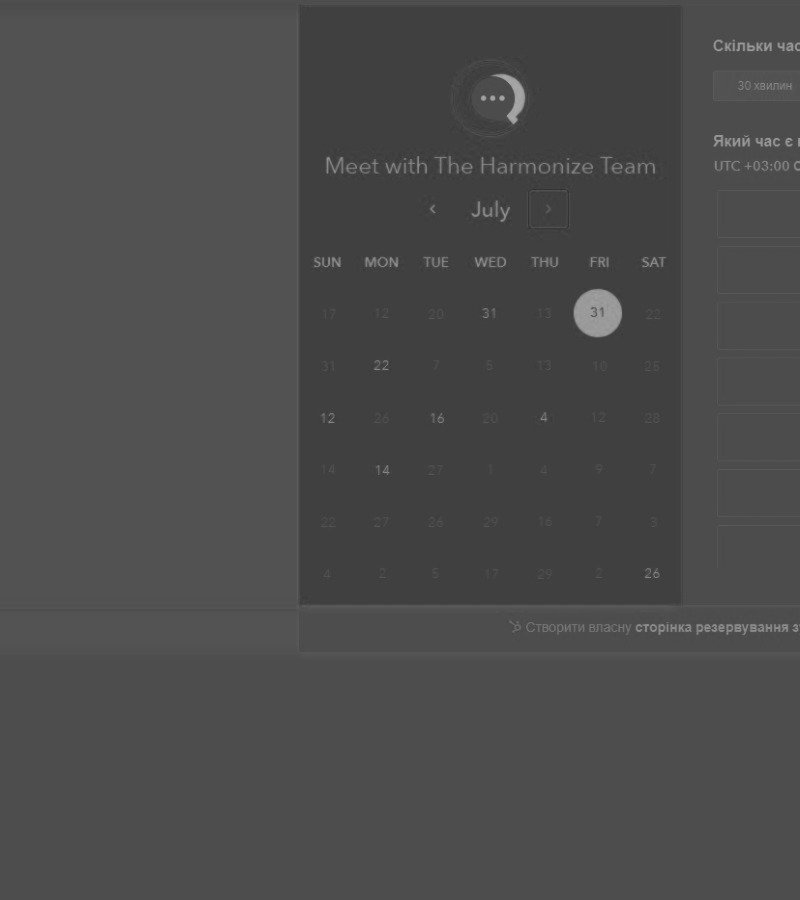 Meet with The Harmonize Team
July
SUN MON TUE WED THU FRI SAT
17 12 20 31 13 31 22
31 22 7 5 13 10 25
12 26 16 20 4 12 28
14 14 27 1 4 9 7
22 27 26 29 16 7 3
4 2 5 17 29 2 26
Скільки час
30 хвилин
Який час є
UTC +03:00
Створити власну сторінка резервування з